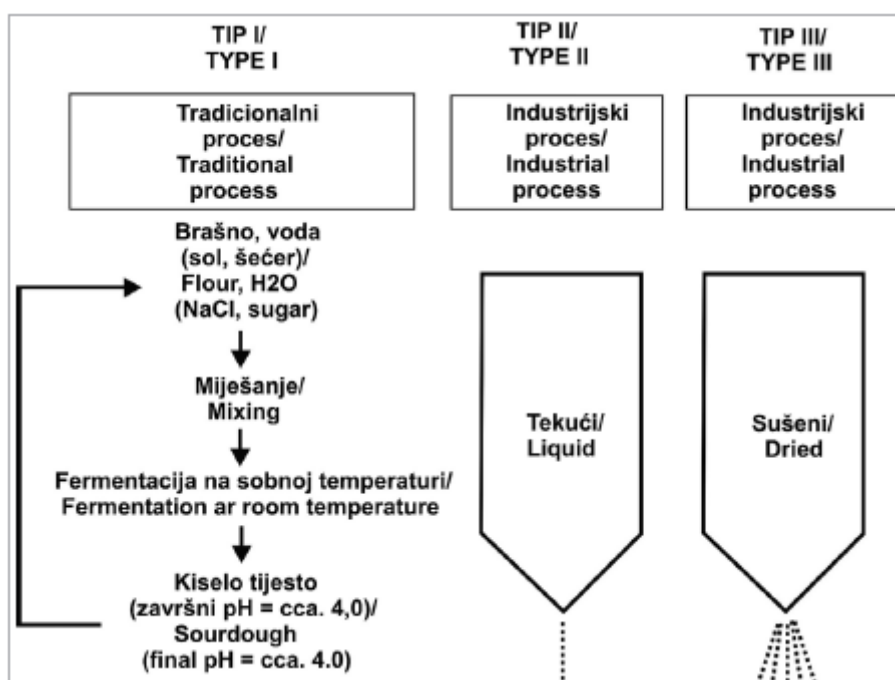 TIP I/
TYPE I
Tradicionalni
proces/
Traditional
process
Brašno, voda
(sol, šećer)/
Flour, H2O
(NaCl, sugar)
Miješanje/
Mixing
Fermentacija na sobnoj temperaturi/
Fermentation ar room temperature
Kiselo tijesto
(završni pH = cca. 4,0)/
Sourdough
(final pH = cca. 4.0)
TIP II/
TYPE II
Industrijski
proces/
Industrial
process
Tekući/
Liquid
TIP III/
TYPE III
Industrijski
proces/
Industrial
process
Sušeni/
Dried